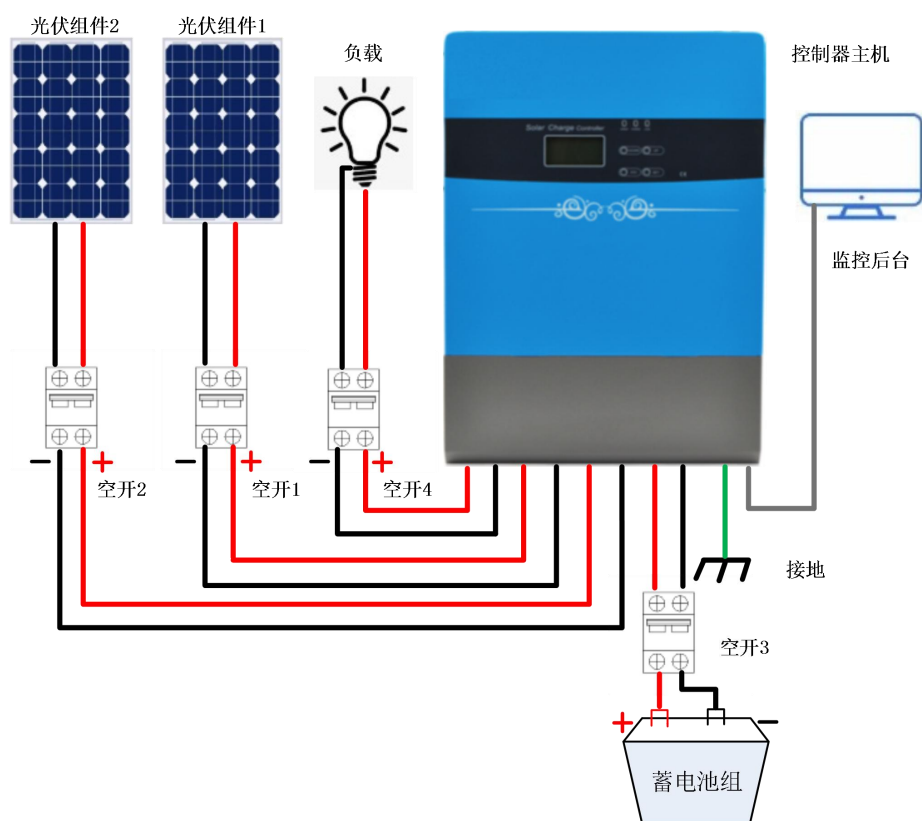 光伏组件2
光伏组件1
负载
控制器主机
Solar Charge Controller
监控后台
空开2
空开1
空开4
接地
空开3
蓄电池组